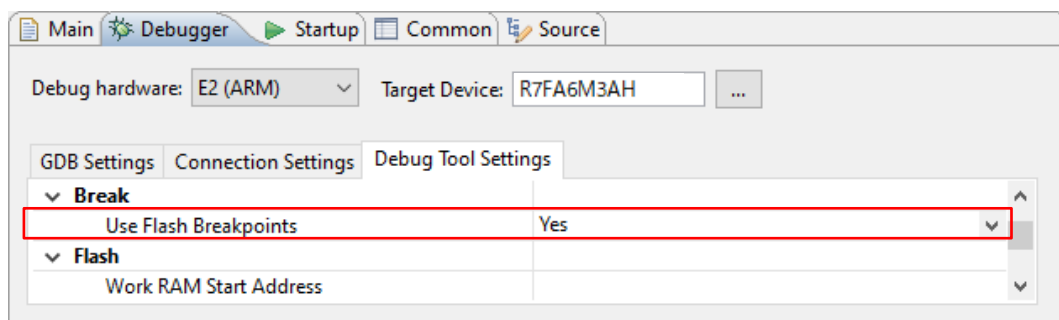 Main Debugger Startup Common Source
Debug hardware: E2 (ARM) Target Device: R7FA6M3AH ...
GDB Settings Connection Settings Debug Tool Settings
Break
Use Flash Breakpoints Yes
Flash
Work RAM Start Address